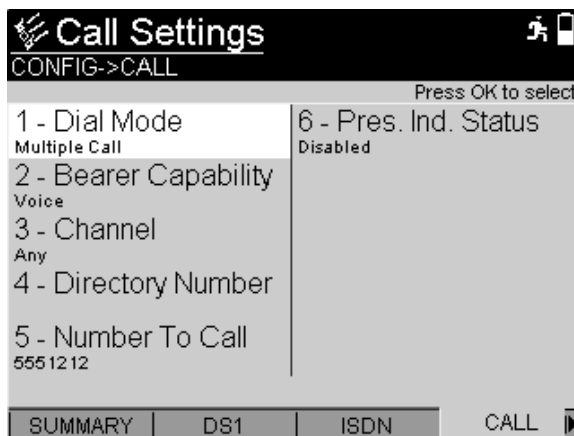 Call Settings
CONFIG->CALL
Press OK to select
1 - Dial Mode
Multiple Call
2 - Bearer Capability
Voice
3 - Channel
Any
4 - Directory Number
5 - Number To Call
5551212
6 - Pres. Ind. Status
Disabled
SUMMARY DS1 ISDN CALL